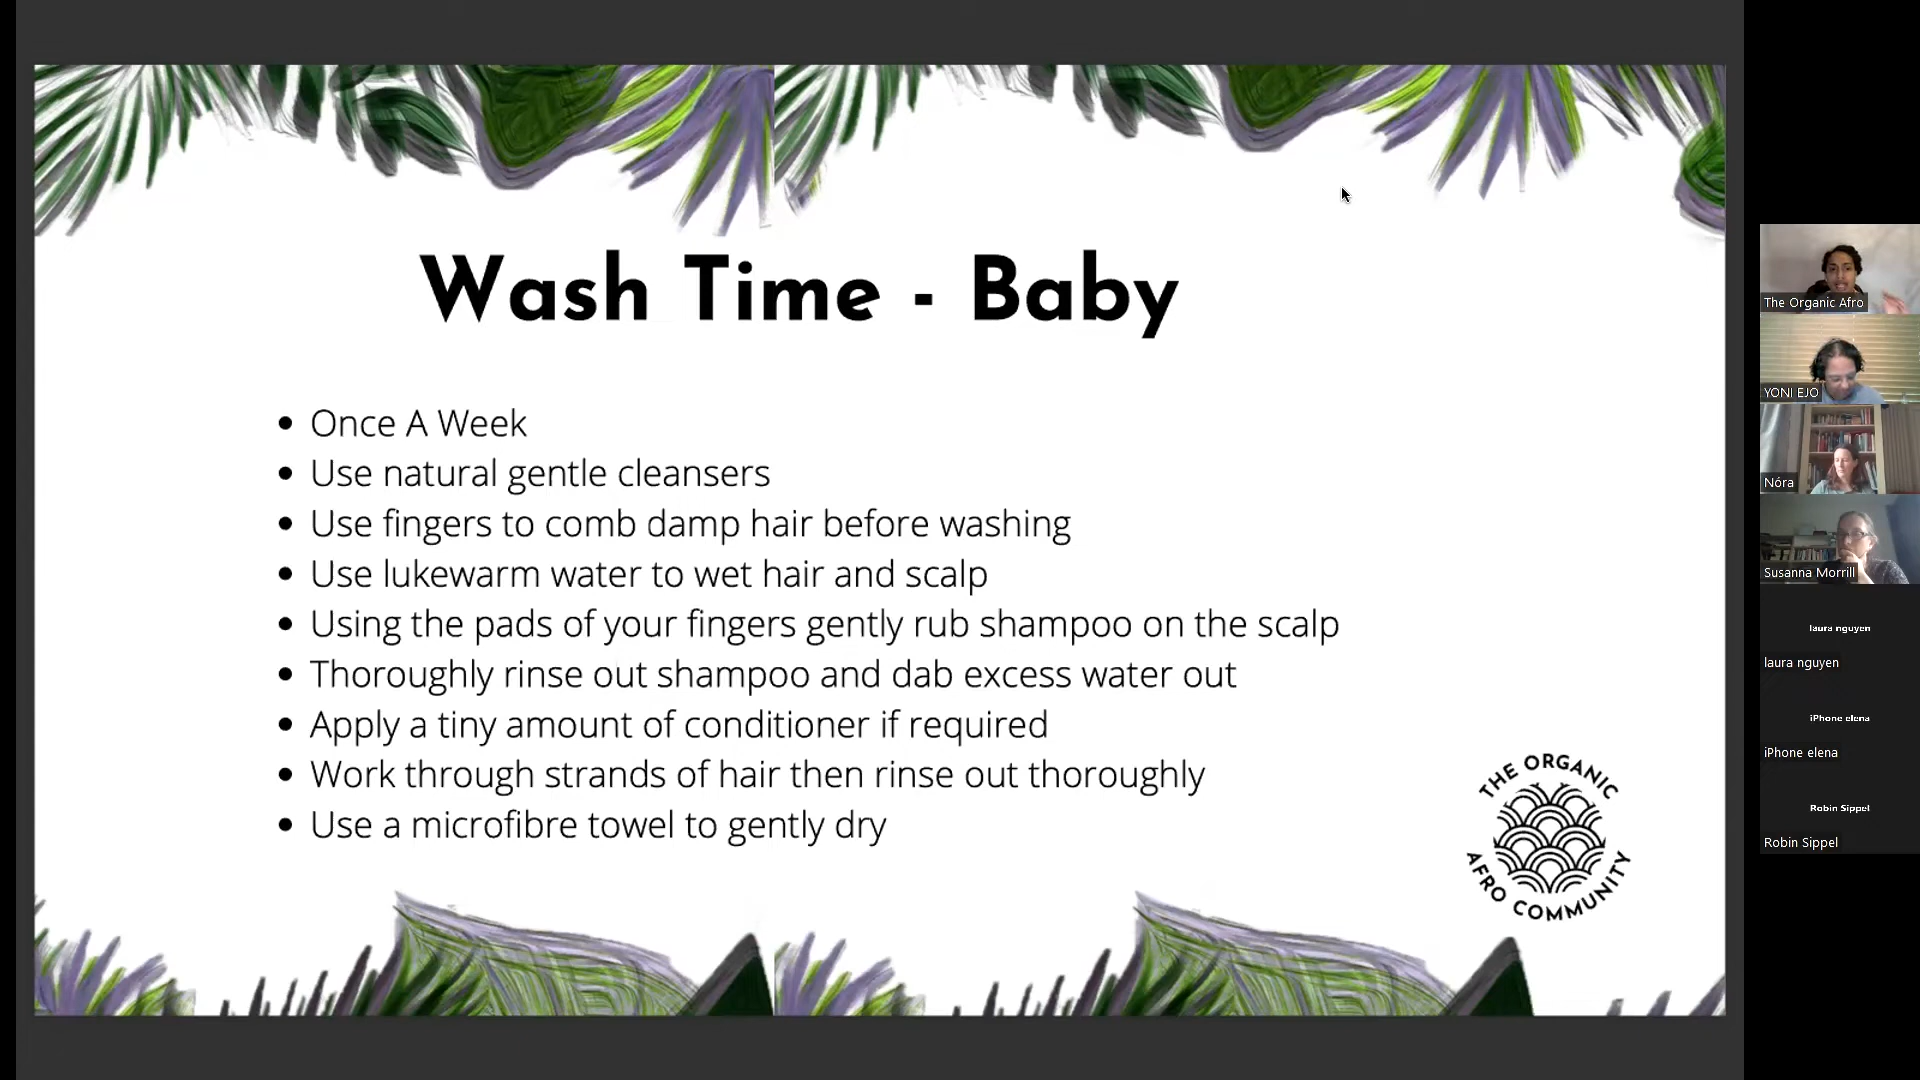 Wash Time - Baby
Once A Week
Use natural gentle cleansers
Use fingers to comb damp hair before washing
Use lukewarm water to wet hair and scalp
Using the pads of your fingers gently rub shampoo on the scalp
Thoroughly rinse out shampoo and dab excess water out
Apply a tiny amount of conditioner if required
Work through strands of hair then rinse out thoroughly
Use a microfibre towel to gently dry
THE ORGANIC
AFRO COMMUNITY
The Organic Afro
YONI EJO
Nóra
Susanna Morrill
laura nguyen
laura nguyen
iPhone elena
iPhone elena
Robin Sippel
Robin Sippel